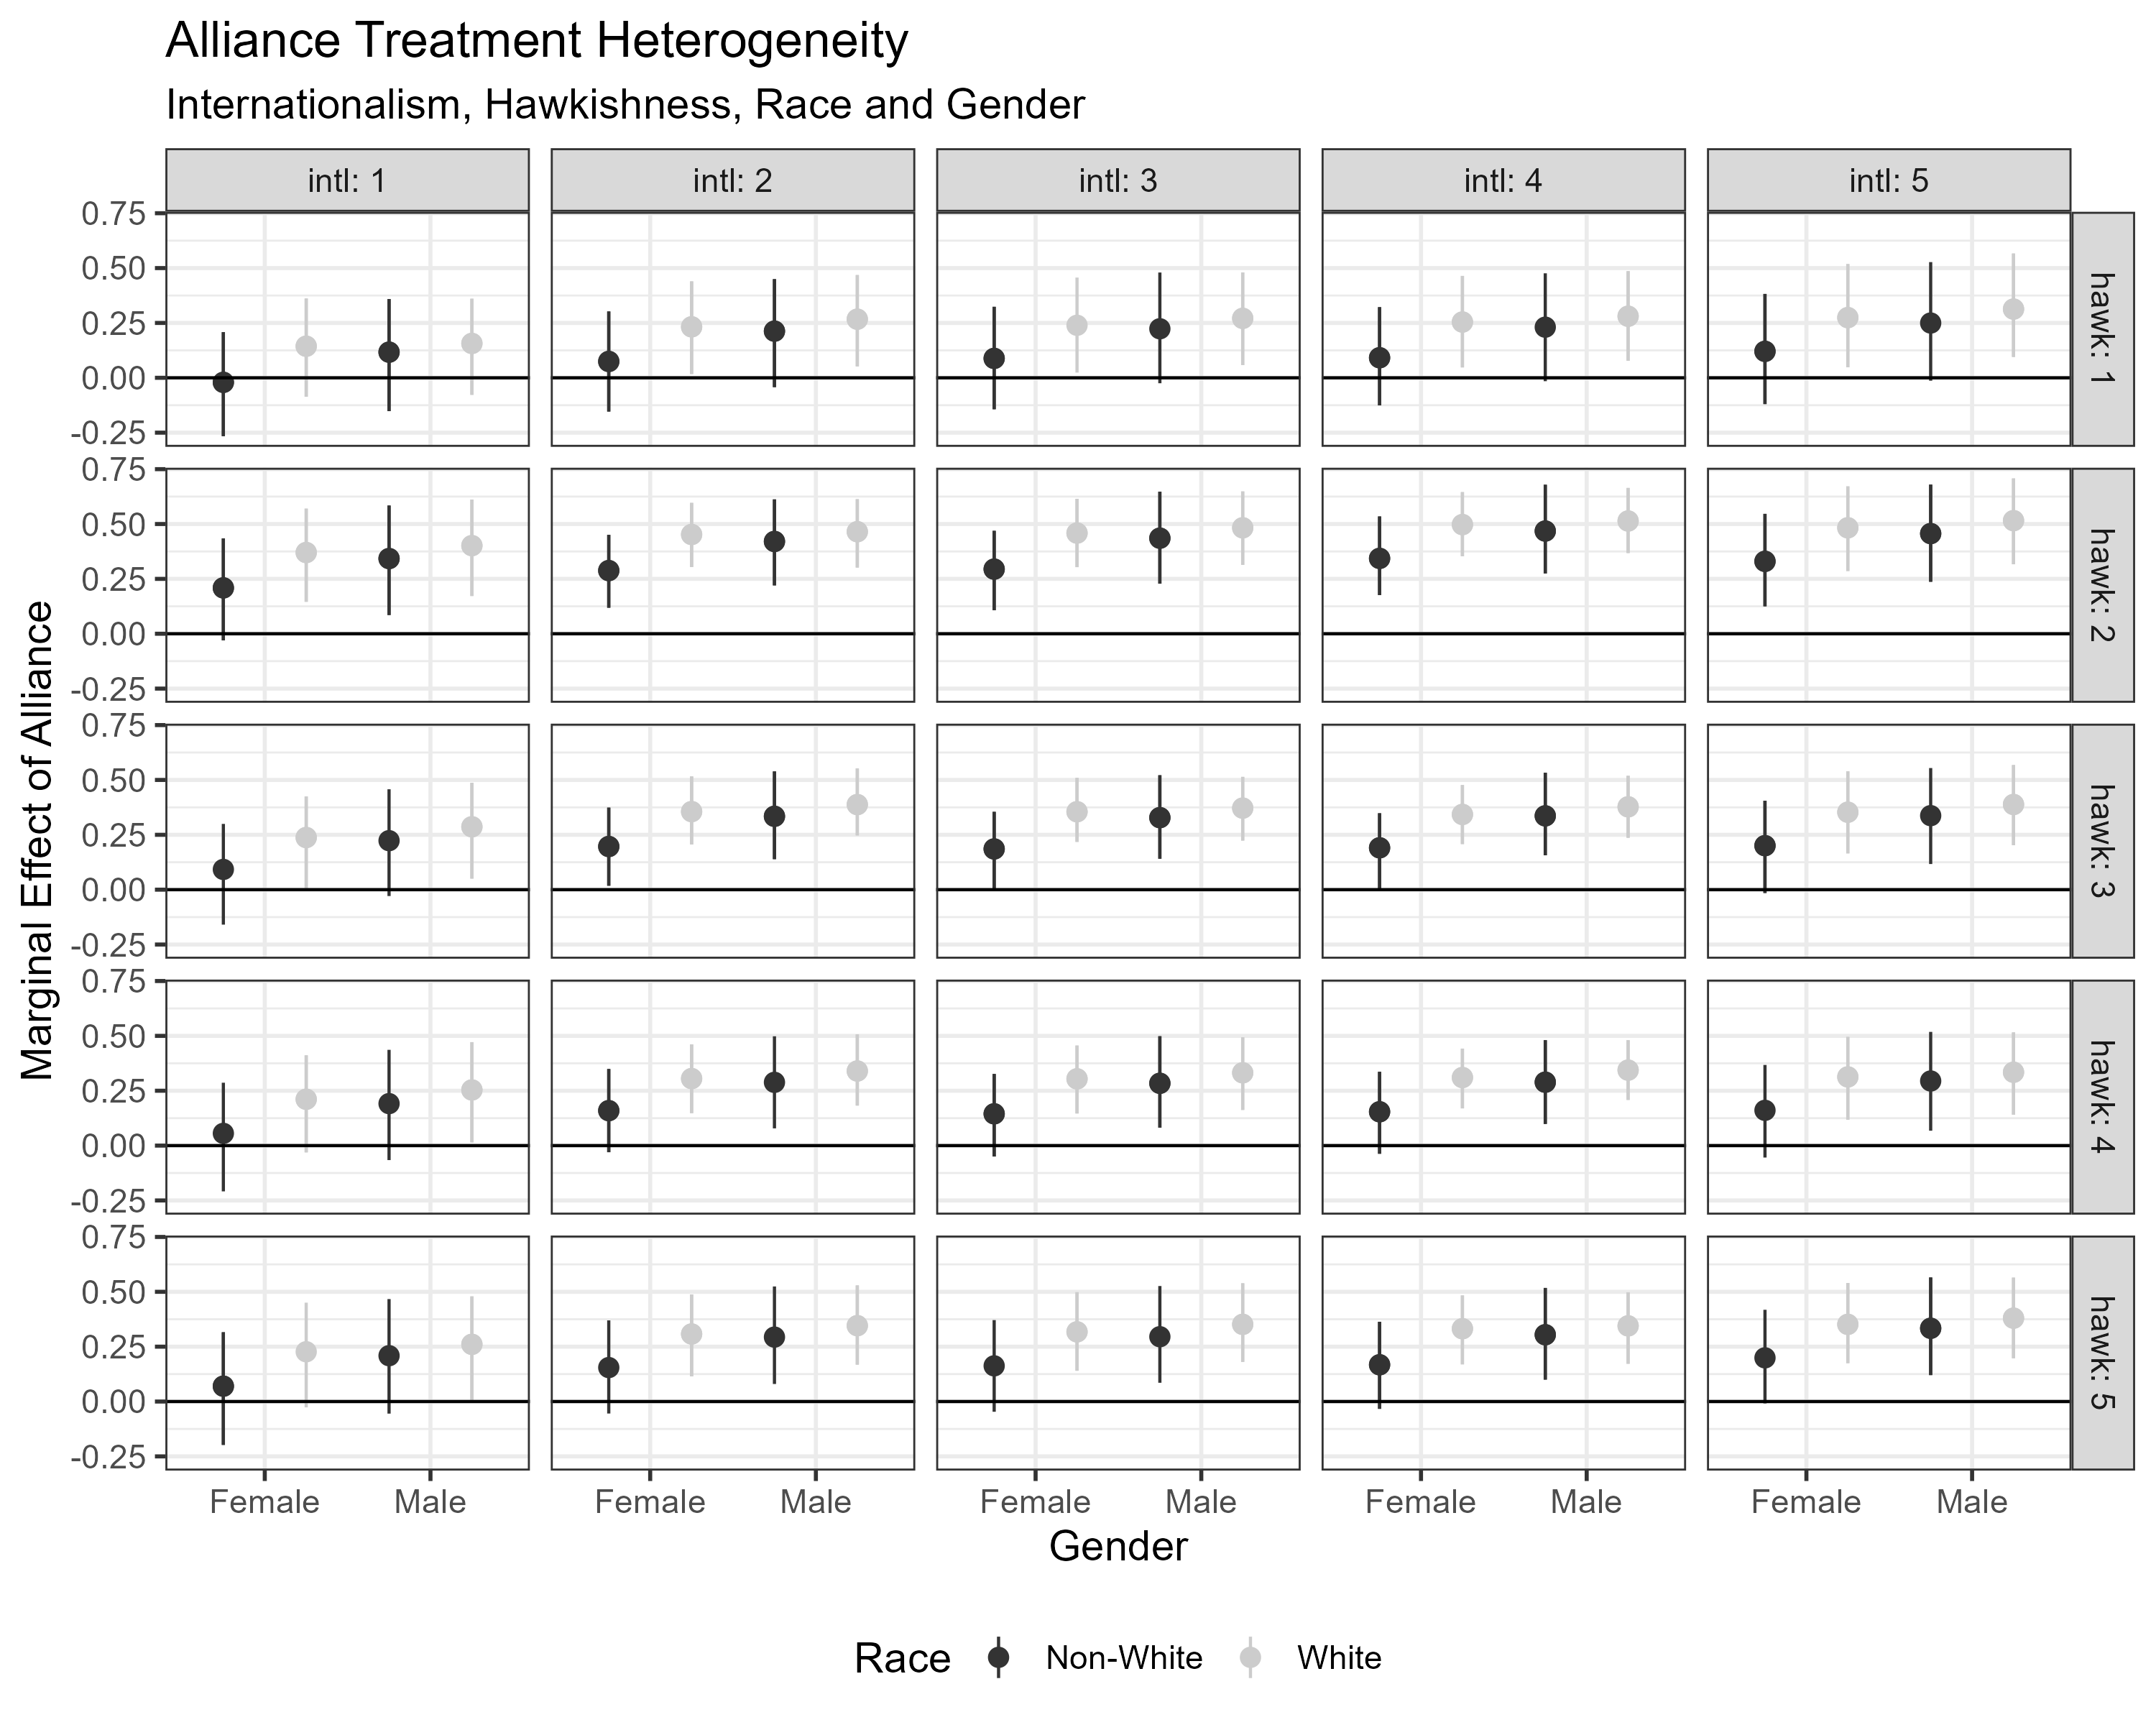 Alliance Treatment Heterogeneity
Internationalism, Hawkishness, Race and Gender
intl: 1 intl: 2 intl: 3 intl: 4 intl: 5
0.75
0.50
0.25
0.00
-0.25
hawk: 1
0.75
0.50
0.25
0.00
-0.25
hawk: 2
0.75
0.50
0.25
0.00
-0.25
hawk: 3
0.75
0.50
0.25
0.00
-0.25
hawk: 4
0.75
0.50
0.25
0.00
-0.25
hawk: 5
Marginal Effect of Alliance
Female Male Female Male Female Male Female Male Female Male
Gender
Race Non-White White